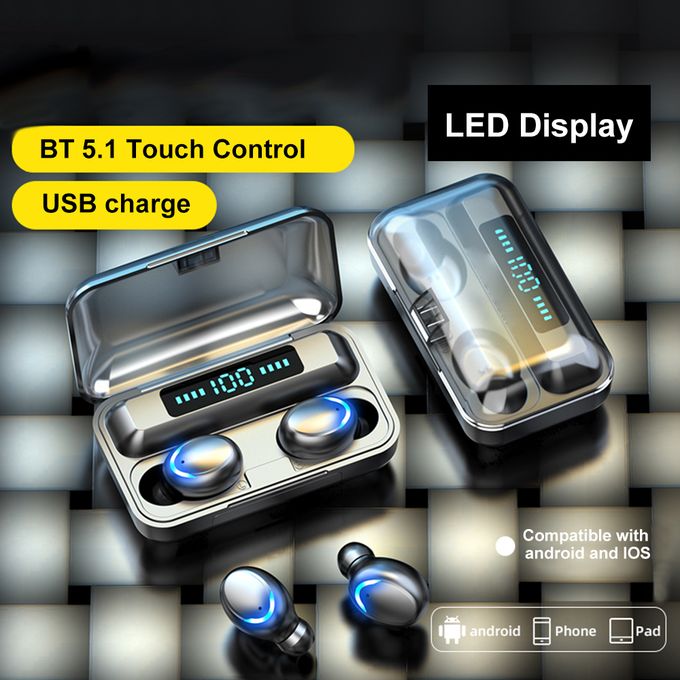 LED Display
BT 5.1 Touch Control
USB charge
100
100
Compatible with
android and IOS
android
Phone
Pad